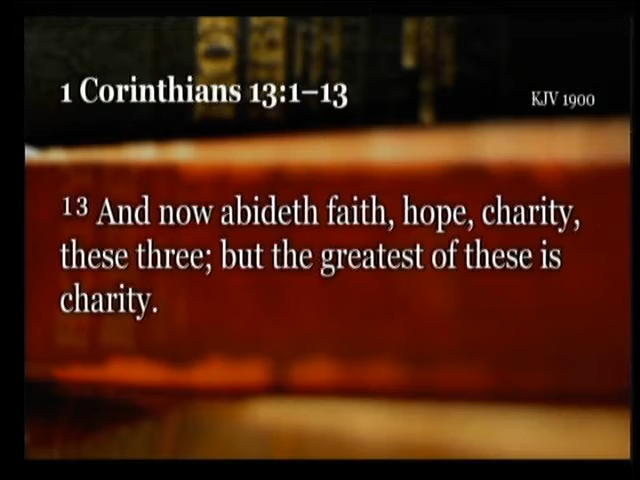 1 Corinthians 13:1–13
KJV 1900
13 And now abideth faith, hope, charity,
these three; but the greatest of these is
charity.